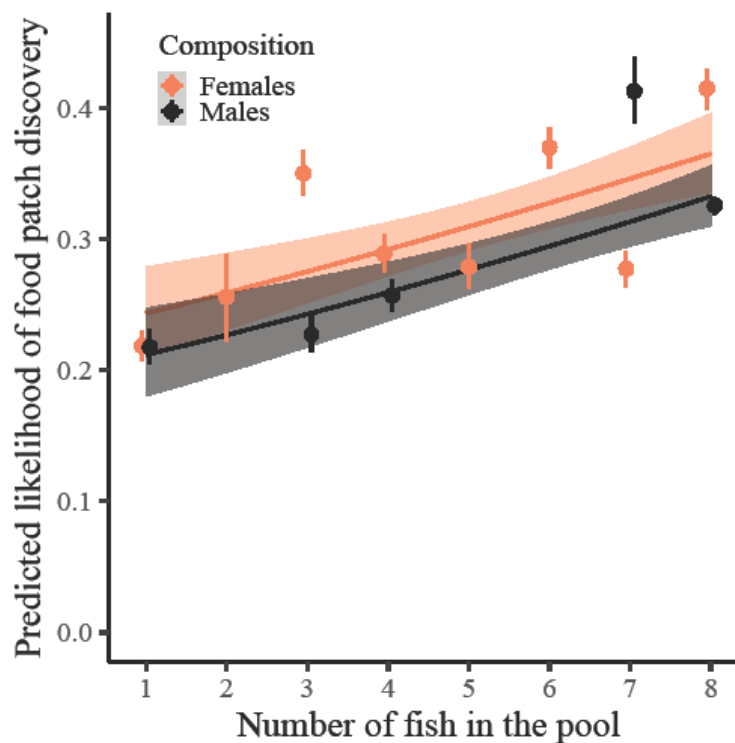 Composition
Females
Males
Predicted likelihood of food patch discovery
0.4
0.3
0.2
0.1
0.0
1 2 3 4 5 6 7 8
Number of fish in the pool